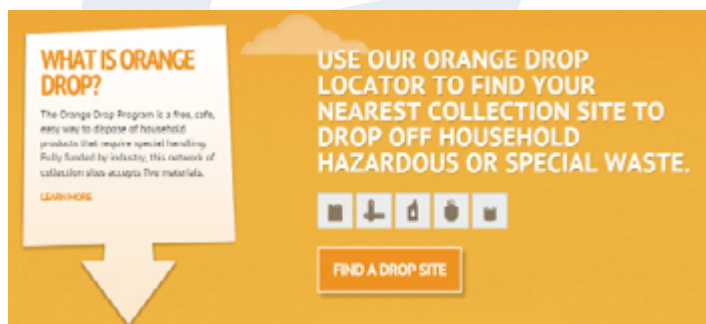 WHAT IS ORANGE
DROP?
The Orange Drop Program is a free, safe,
easy way to dispose of household
products that require special handling.
Fully funded by industry, this network of
collection sites accepts five materials.
LEARN MORE
USE OUR ORANGE DROP
LOCATOR TO FIND YOUR
NEAREST COLLECTION SITE TO
DROP OFF HOUSEHOLD
HAZARDOUS OR SPECIAL WASTE.
FIND A DROP SITE